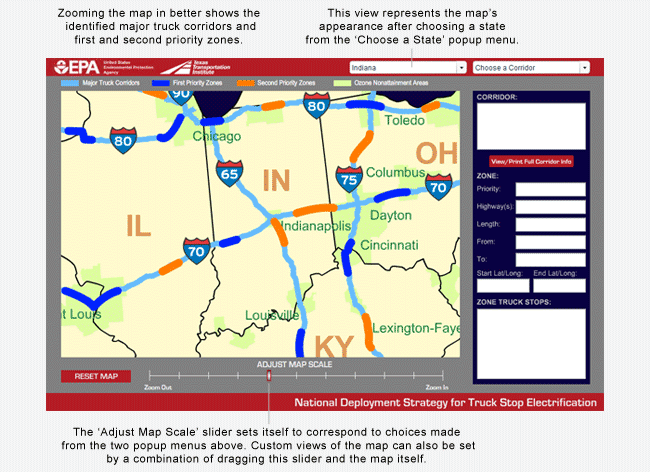 Zooming the map in better shows the
identified major truck corridors and
first and second priority zones.
This view represents the map's
appearance after choosing a state
from the 'Choose a State' popup menu.
EPA United States
Environmental Protection
Agency
Texas
Transportation
Institute
Indiana
Choose a Corridor
Major Truck Corridors
First Priority Zones
Second Priority Zones
Ozone Nonattainment Areas
90
80
Toledo
80
Chicago
OH
65
IN
75
Columbus
70
IL
Indianapolis
Dayton
70
Cincinnati
nt Louis
Louisville
Lexington-Faye
KY
CORRIDOR:
View/Print Full Corridor Info
ZONE:
Priority:
Highway(s):
Length:
From:
To:
Start Lat/Long: End Lat/Long:
ZONE TRUCK STOPS:
ADJUST MAP SCALE
RESET MAP
Zoom Out
Zoom In
National Deployment Strategy for Truck Stop Electrification
The 'Adjust Map Scale' slider sets itself to correspond to choices made
from the two popup menus above. Custom views of the map can also be set
by a combination of dragging this slider and the map itself.